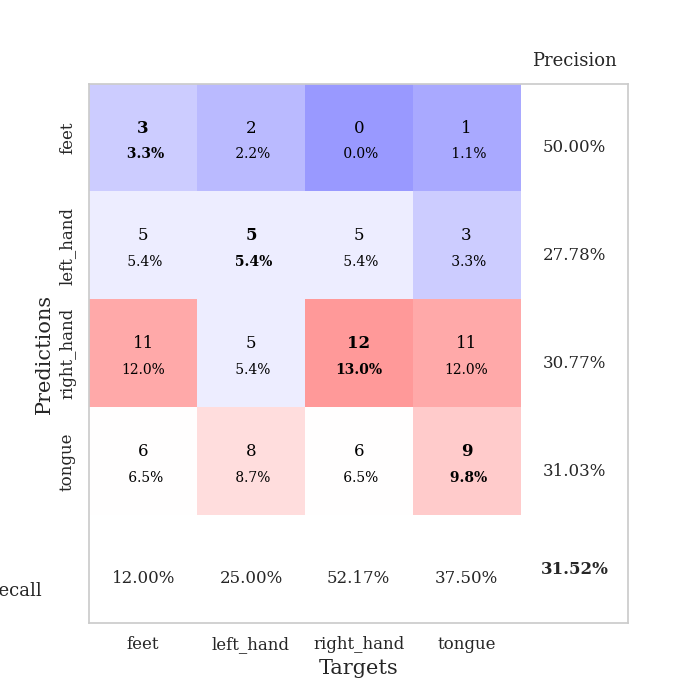 Precision
feet
3 2 0 1
3.3% 2.2% 0.0% 1.1%
50.00%
left_hand
5 5 5 3
5.4% 5.4% 5.4% 3.3%
27.78%
Predictions
right_hand
11 5 12 11
12.0% 5.4% 13.0% 12.0%
30.77%
tongue
6 8 6 9
6.5% 8.7% 6.5% 9.8%
31.03%
ecall
12.00% 25.00% 52.17% 37.50% 31.52%
feet left_hand right_hand tongue
Targets